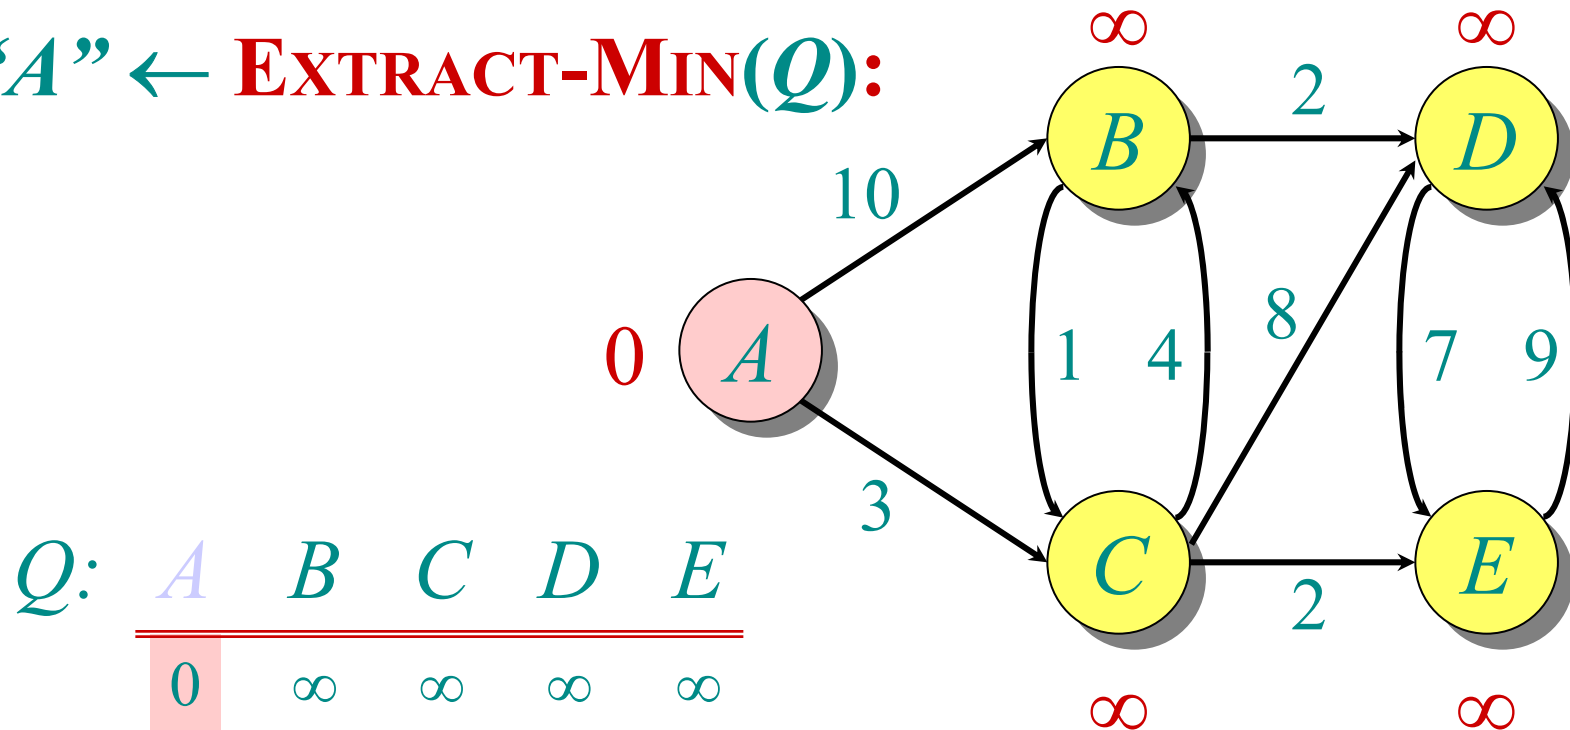 “A” ← EXTRACT-MIN(Q):
∞ ∞
2
B D
10
8
0 A 1 4 7 9
3
Q: A B C D E
C E
2
0 ∞ ∞ ∞ ∞
∞ ∞